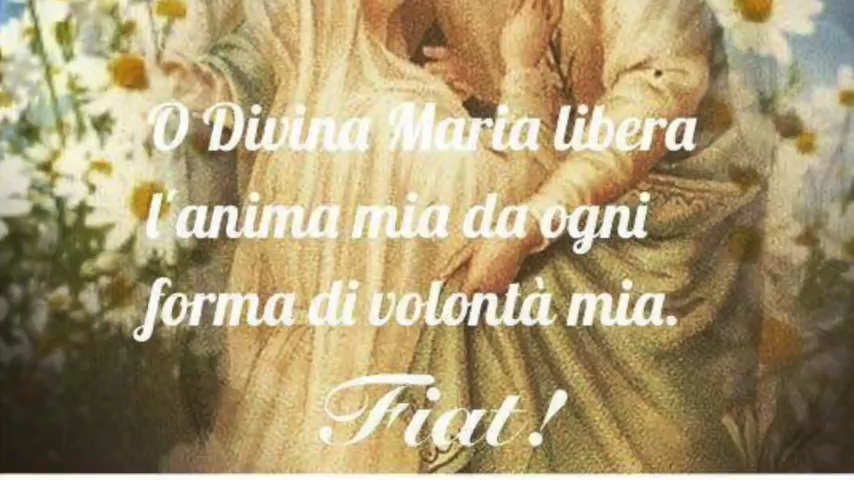 O Divina Maria libera
l'anima mia da ogni
forma di volontà mia.
Fiat!